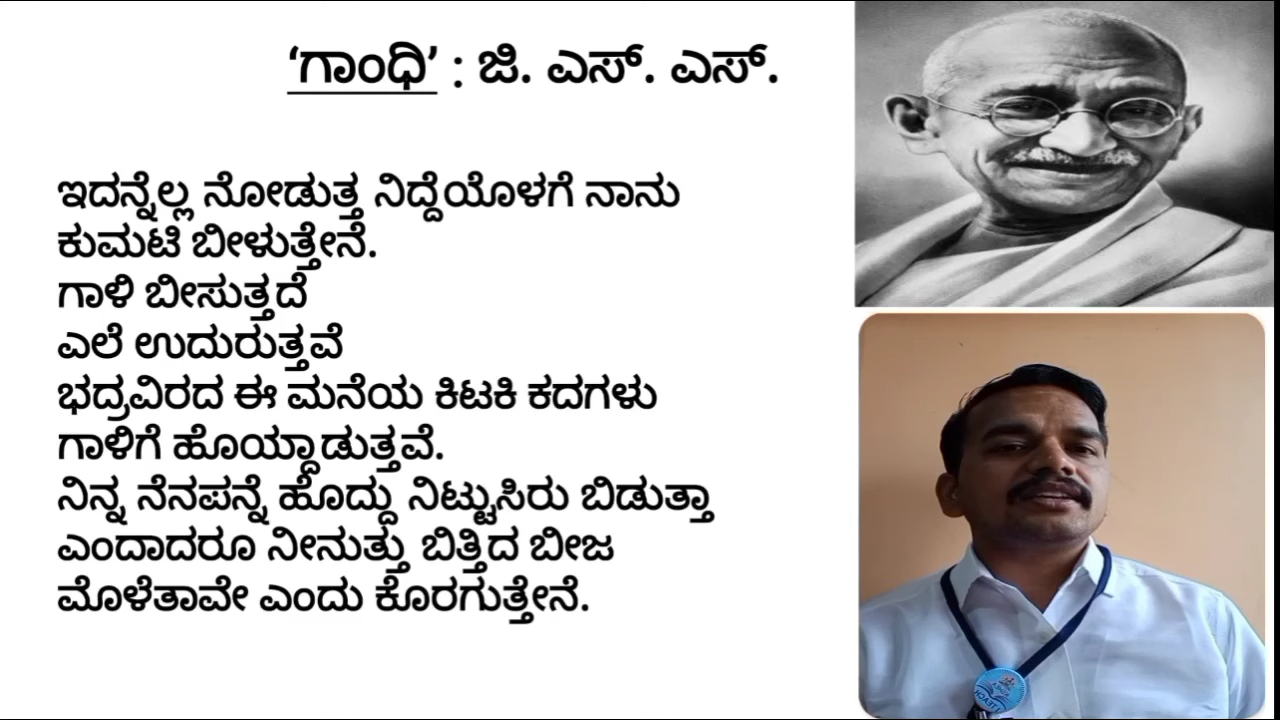 ‘ಗಾಂಧಿ’ : ಜಿ. ಎಸ್. ಎಸ್.
ಇದನ್ನೆಲ್ಲ ನೋಡುತ್ತ ನಿದ್ದೆಯೊಳಗೆ ನಾನು
ಕುಮಟಿ ಬೀಳುತ್ತೇನೆ.
ಗಾಳಿ ಬೀಸುತ್ತದೆ
ಎಲೆ ಉದುರುತ್ತವೆ
ಭದ್ರವಿರದ ಈ ಮನೆಯ ಕಿಟಕಿ ಕದಗಳು
ಗಾಳಿಗೆ ಹೊಯ್ದಾಡುತ್ತವೆ.
ನಿನ್ನ ನೆನಪನ್ನೆ ಹೊದ್ದು ನಿಟ್ಟುಸಿರು ಬಿಡುತ್ತಾ
ಎಂದಾದರೂ ನೀನುತ್ತು ಬಿತ್ತಿದ ಬೀಜ
ಮೊಳೆತಾವೇ ಎಂದು ಕೊರಗುತ್ತೇನೆ.